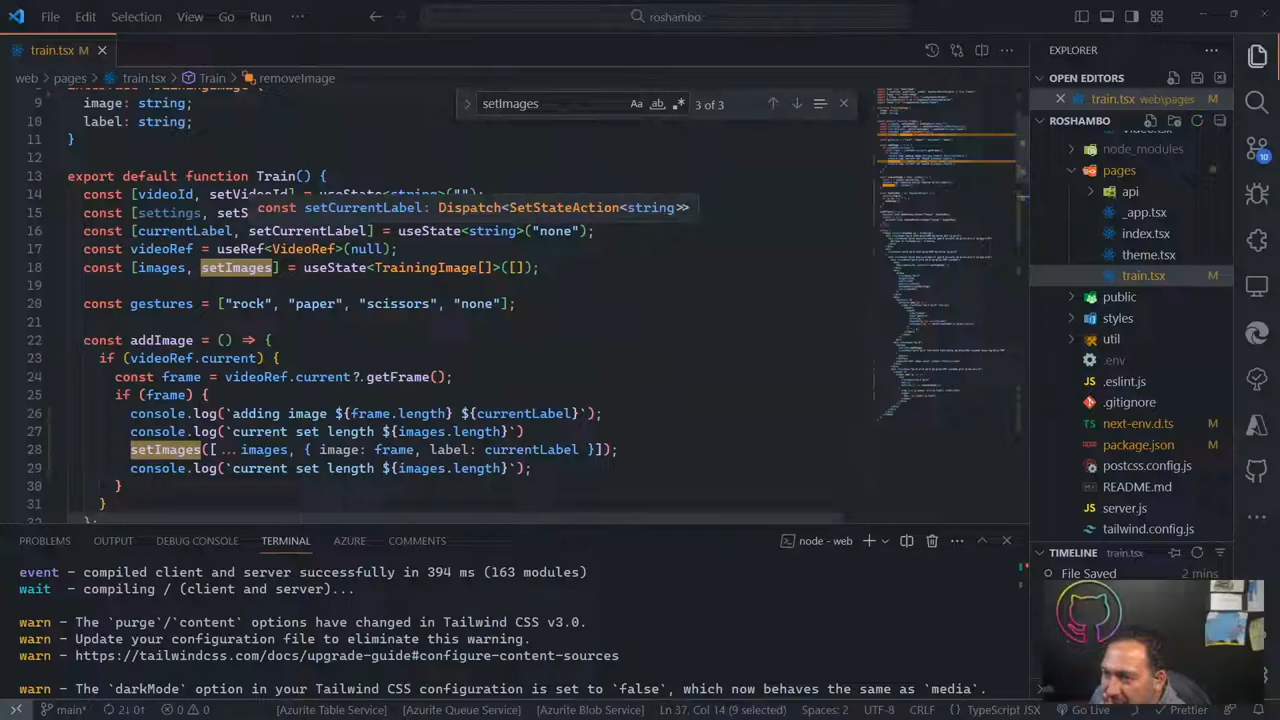 File Edit Selection View Go Run ··· roshambo
train.tsx M
web > pages > train.tsx > Train > removeImage
setImages Aa ab .* 3 of 3
9 image: string;
10 label: string;
11 }
12
13 export default function Train() {
14 const [videoId, setVideoId] = useState<string>("");
15 const [settings, setS
const setCurrentLabel: Dispatch<SetStateAction<string>>
16 const [currentLabel, setCurrentLabel] = useState<string>("none");
17 const videoRef = useRef<VideoRef>(null);
18 const [images, setImages] = useState<TrainingImage[]>([]);
19
20 const gestures = ["rock", "paper", "scissors", "none"];
21
22 const addImage = () => {
23 if (videoRef.current) {
24 const frame = videoRef.current?.getFrame();
25 if (frame) {
26 console.log(`adding image ${frame.length} ${currentLabel}`);
27 console.log(`current set length ${images.length}`)
28 setImages([...images, { image: frame, label: currentLabel }]);
29 console.log(`current set length ${images.length}`);
30 }
31 }
32 };
PROBLEMS OUTPUT DEBUG CONSOLE TERMINAL AZURE COMMENTS node - web
event - compiled client and server successfully in 394 ms (163 modules)
wait - compiling / (client and server)...
warn - The `purge`/`content` options have changed in Tailwind CSS v3.0.
warn - Update your configuration file to eliminate this warning.
warn - https://tailwindcss.com/docs/upgrade-guide#configure-content-sources
warn - The `darkMode` option in your Tailwind CSS configuration is set to `false`, which now behaves the same as `media`.
EXPLORER
OPEN EDITORS
train.tsx web\pages M
ROSHAMBO
video.tsx
node_modules
pages
api
_app.tsx
index.tsx
theme.tsx
train.tsx M
public
styles
util
.env
.eslint.js
.gitignore
next-env.d.ts M
package.json M
postcss.config.js
README.md
server.js
tailwind.config.js
TIMELINE train.tsx
File Saved 2 mins
10
main* 2↓ 0↑ 0 0 [Azurite Table Service] [Azurite Queue Service] [Azurite Blob Service] Ln 37, Col 14 (9 selected) Spaces: 2 UTF-8 CRLF TypeScript JSX Go Live Prettier